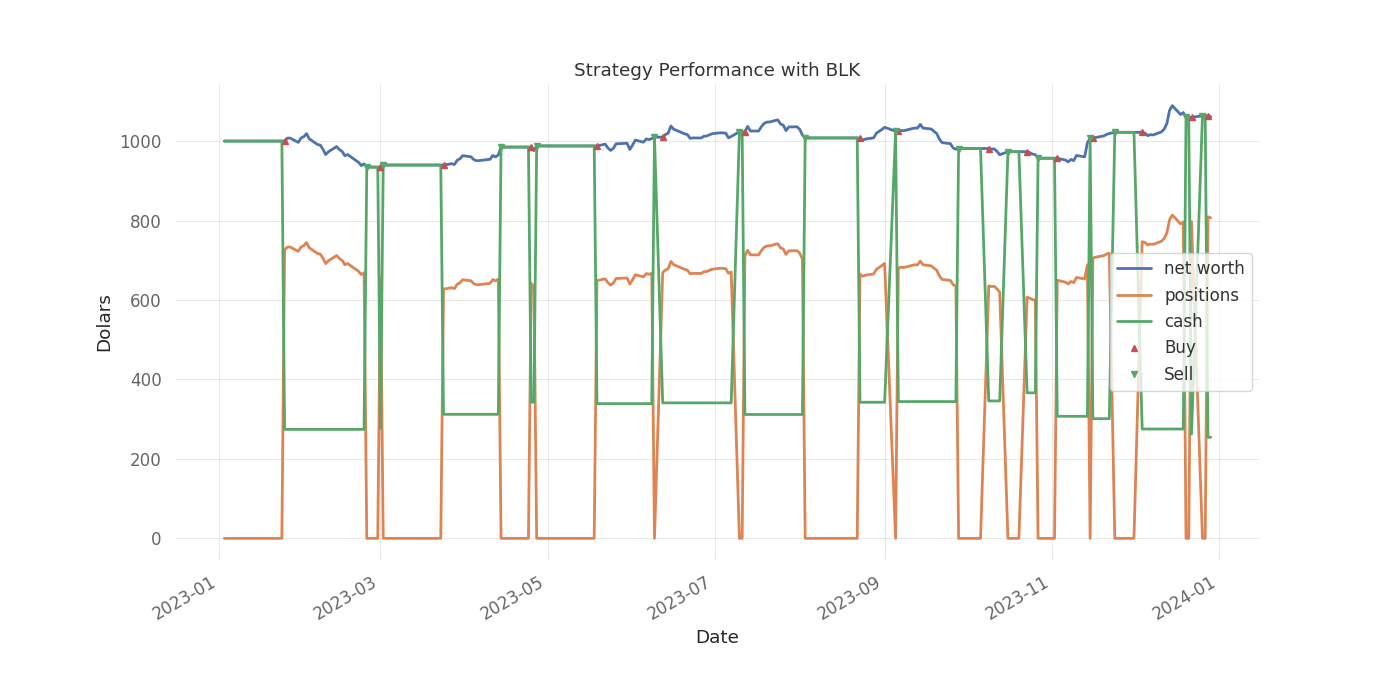 Strategy Performance with BLK
1000
800
600
400
200
0
Dolars
net worth
positions
cash
Buy
Sell
2023-01
2023-03
2023-05
2023-07
2023-09
2023-11
2024-01
Date